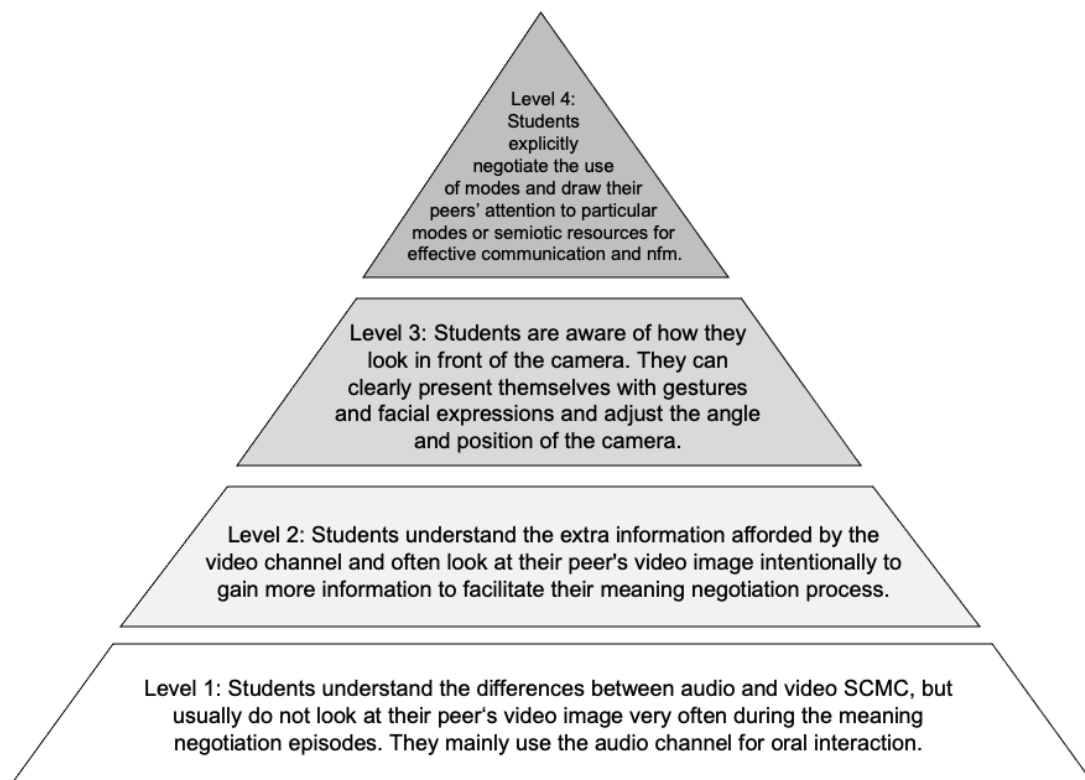 Level 4:
Students
explicitly
negotiate the use
of modes and draw their
peers’ attention to particular
modes or semiotic resources for
effective communication and nfm.
Level 3: Students are aware of how they
look in front of the camera. They can
clearly present themselves with gestures
and facial expressions and adjust the angle
and position of the camera.
Level 2: Students understand the extra information afforded by the
video channel and often look at their peer's video image intentionally to
gain more information to facilitate their meaning negotiation process.
Level 1: Students understand the differences between audio and video SCMC, but
usually do not look at their peer‘s video image very often during the meaning
negotiation episodes. They mainly use the audio channel for oral interaction.